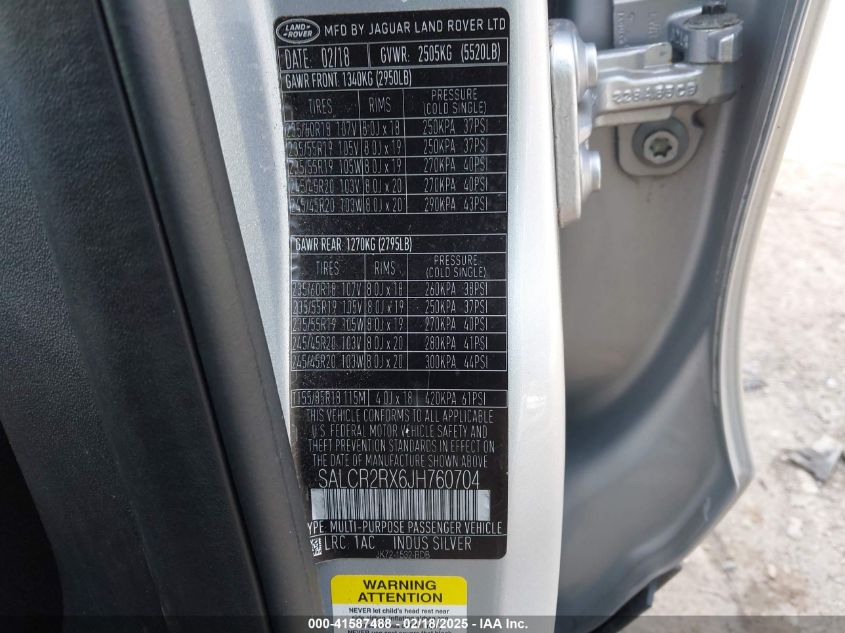 LAND-ROVER MFD BY JAGUAR LAND ROVER LTD
DATE: 02/18 GVWR: 2505KG (5520LB)
GAWR FRONT: 1340KG (2950LB)
TIRES RIMS PRESSURE (COLD SINGLE)
235/60R18 107V 8.0J x 18 250KPA 37PSI
235/55R19 105V 8.0J x 19 250KPA 37PSI
235/55R19 105W 8.0J x 19 270KPA 40PSI
245/45R20 103V 8.0J x 20 270KPA 40PSI
245/45R20 103W 8.0J x 20 290KPA 43PSI
GAWR REAR: 1270KG (2795LB)
TIRES RIMS PRESSURE (COLD SINGLE)
235/60R18 107V 8.0J x 18 260KPA 38PSI
235/55R19 105V 8.0J x 19 250KPA 37PSI
235/55R19 105W 8.0J x 19 270KPA 40PSI
245/45R20 103V 8.0J x 20 280KPA 41PSI
245/45R20 103W 8.0J x 20 300KPA 44PSI
T155/85R18 115M 4.0J x 18 420KPA 61PSI
THIS VEHICLE CONFORMS TO ALL APPLICABLE
U.S. FEDERAL MOTOR VEHICLE SAFETY AND
THEFT PREVENTION STANDARDS IN EFFECT ON THE
DATE OF MANUFACTURE SHOWN ABOVE
SALCR2RX6JH760704
TYPE: MULTI-PURPOSE PASSENGER VEHICLE
LRC: 1AC INDUS SILVER
WARNING
ATTENTION
NEVER let child's head rest near
000-41587488 - 02/18/2025 - IAA Inc.